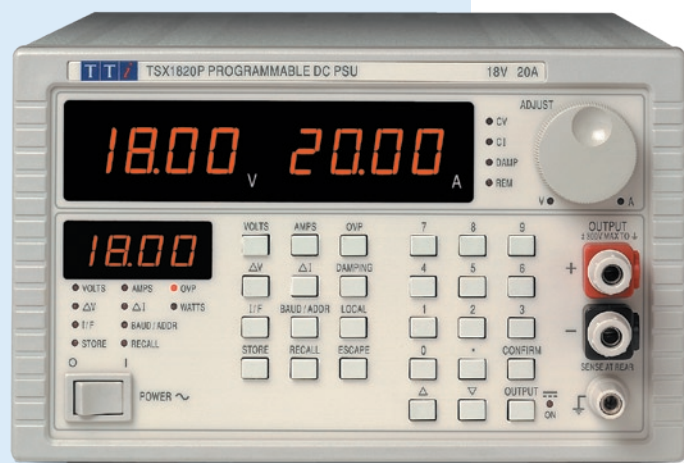 TTi TSX1820P PROGRAMMABLE DC PSU 18V 20A
ADJUST
18.00 V 20.00 A
CV
CI
DAMP
REM
V A
18.00
VOLTS AMPS OVP
ΔV ΔI WATTS
I/F BAUD/ADDR
STORE RECALL
O I
POWER ~
VOLTS AMPS OVP
ΔV ΔI DAMPING
I/F BAUD/ADDR LOCAL
STORE RECALL ESCAPE
7 8 9
4 5 6
1 2 3
0 • CONFIRM
△ ▽ OUTPUT
ON
OUTPUT
± 300V MAX TO ⏚
+
−
SENSE AT REAR